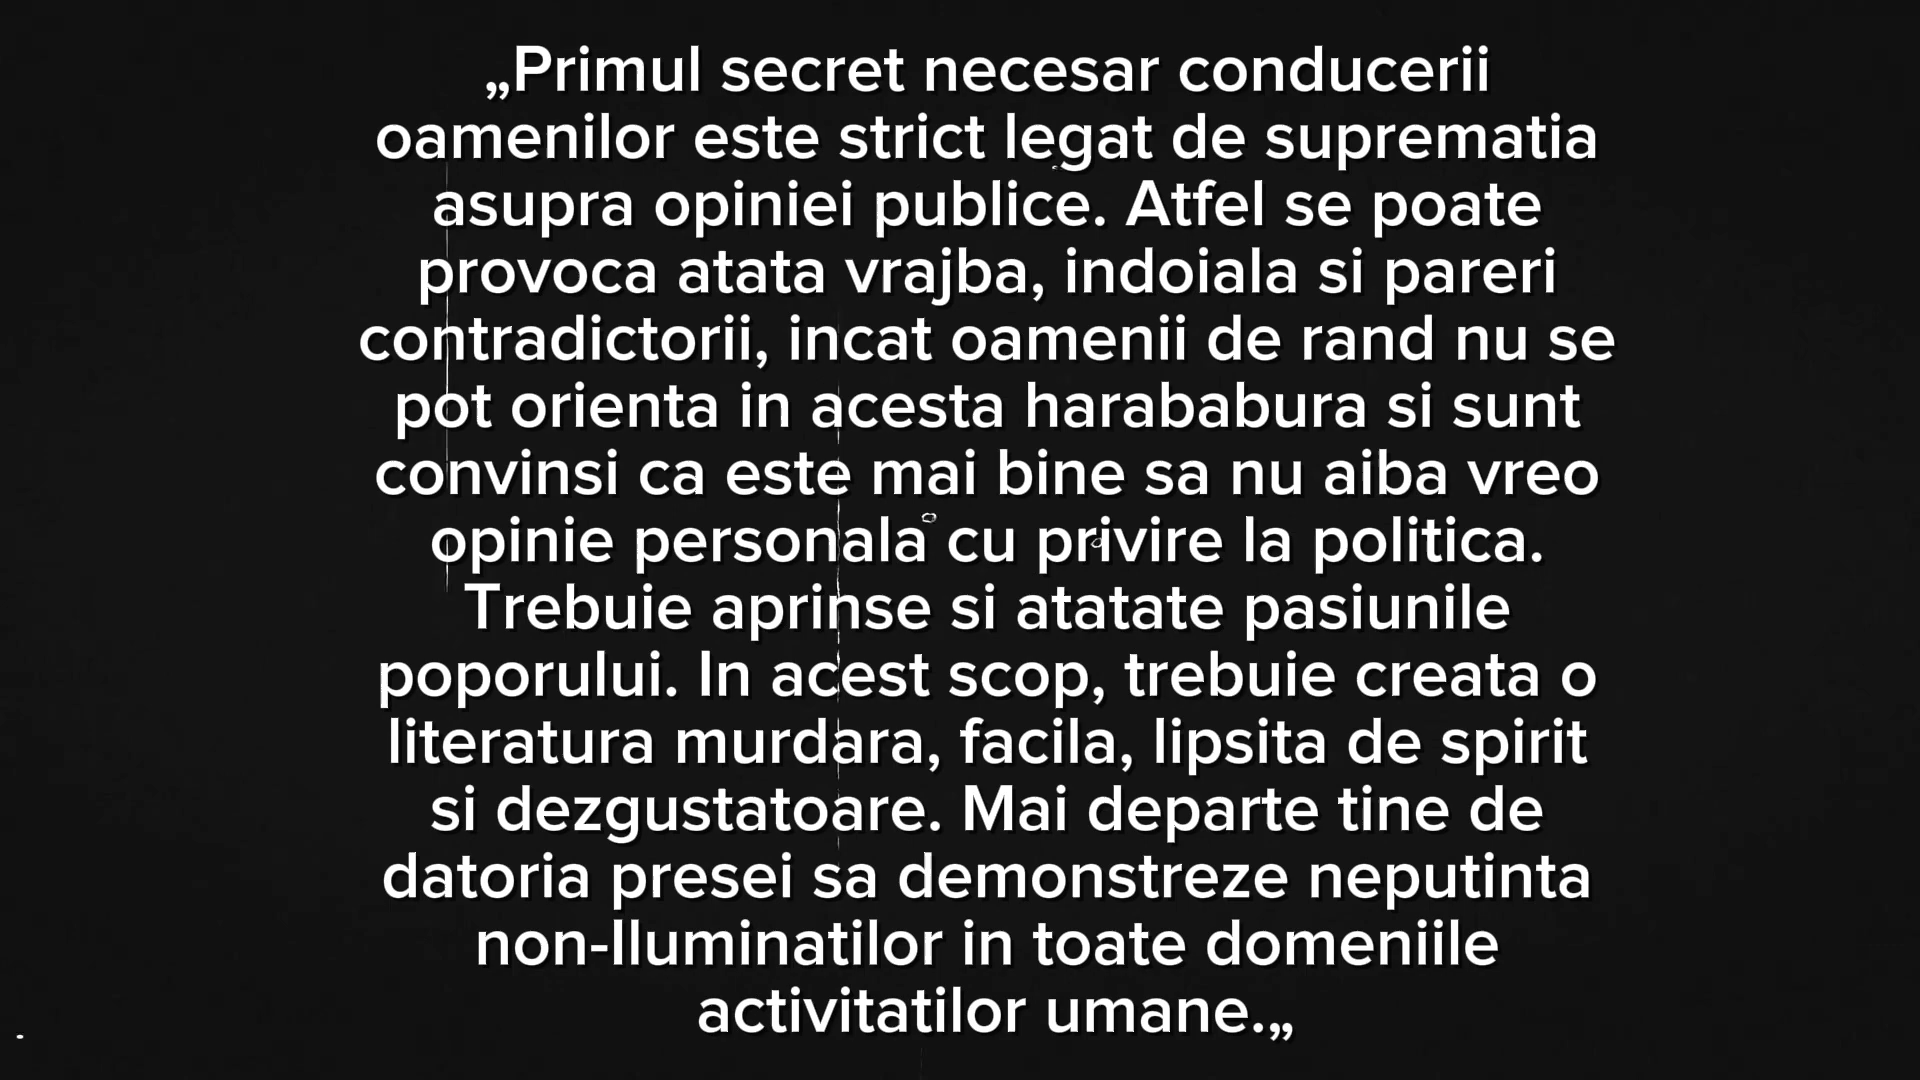 „Primul secret necesar conducerii
oamenilor este strict legat de suprematia
asupra opiniei publice. Atfel se poate
provoca atata vrajba, indoiala si pareri
contradictorii, incat oamenii de rand nu se
pot orienta in acesta harababura si sunt
convinsi ca este mai bine sa nu aiba vreo
opinie personala cu privire la politica.
Trebuie aprinse si atatate pasiunile
poporului. In acest scop, trebuie creata o
literatura murdara, facila, lipsita de spirit
si dezgustatoare. Mai departe tine de
datoria presei sa demonstreze neputinta
non-Iluminatilor in toate domeniile
activitatilor umane.„